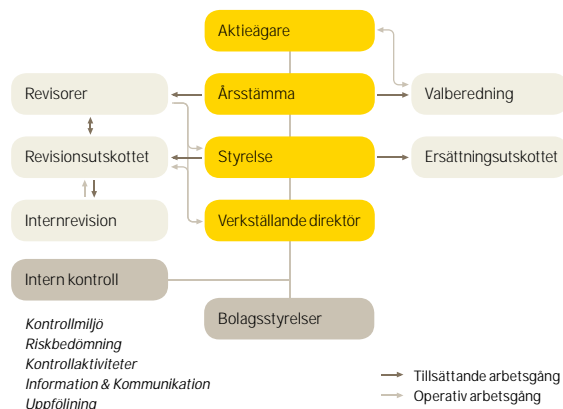 Aktieägare
Revisorer
Årsstämma
Valberedning
Revisionsutskottet
Styrelse
Ersättningsutskottet
Internrevision
Verkställande direktör
Intern kontroll
Bolagsstyrelser
Kontrollmiljö
Riskbedömning
Kontrollaktiviteter
Information & Kommunikation
Uppföljning
Tillsättande arbetsgång
Operativ arbetsgång